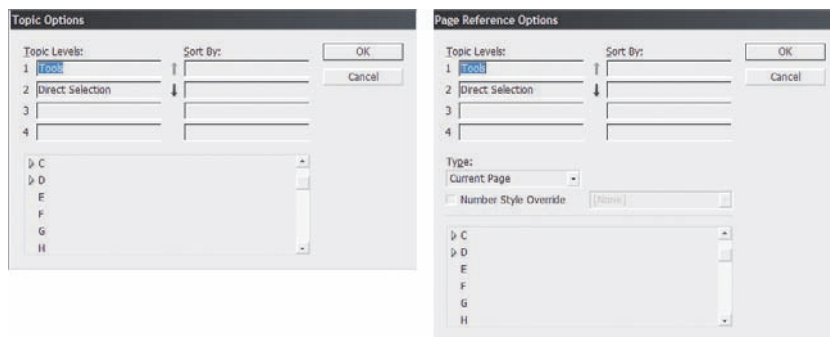 Topic Options
Topic Levels: Sort By: OK
1 Tools Cancel
2 Direct Selection
3
4
C
D
E
F
G
H
Page Reference Options
Topic Levels: Sort By: OK
1 Tools Cancel
2 Direct Selection
3
4
Type:
Current Page
Number Style Override [None]
C
D
E
F
G
H